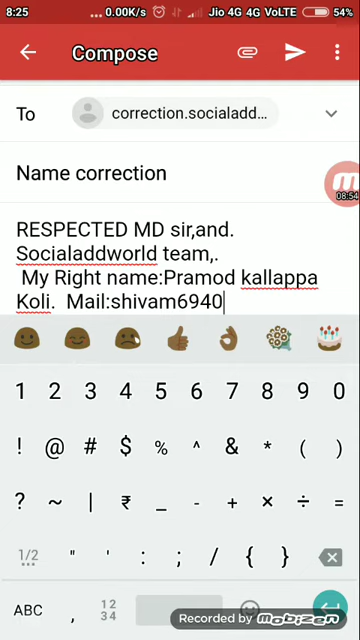 8:25 ...0.00K/s Jio 4G 4G VoLTE 54%
Compose
To correction.socialadd...
Name correction
08:54
RESPECTED MD sir,and.
Socialaddworld team,.
My Right name:Pramod kallappa
Koli. Mail:shivam6940
1 2 3 4 5 6 7 8 9 0
! @ # $ % ^ & * ( )
? ~ | ₹ _ - + × ÷ =
1/2 " ' : ; / { }
ABC , 12 34
Recorded by Mobizen